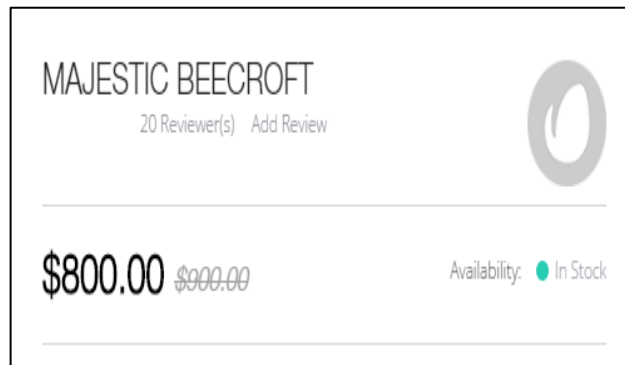 MAJESTIC BEECROFT
20 Reviewer(s) Add Review
$800.00 $900.00 Availability: In Stock